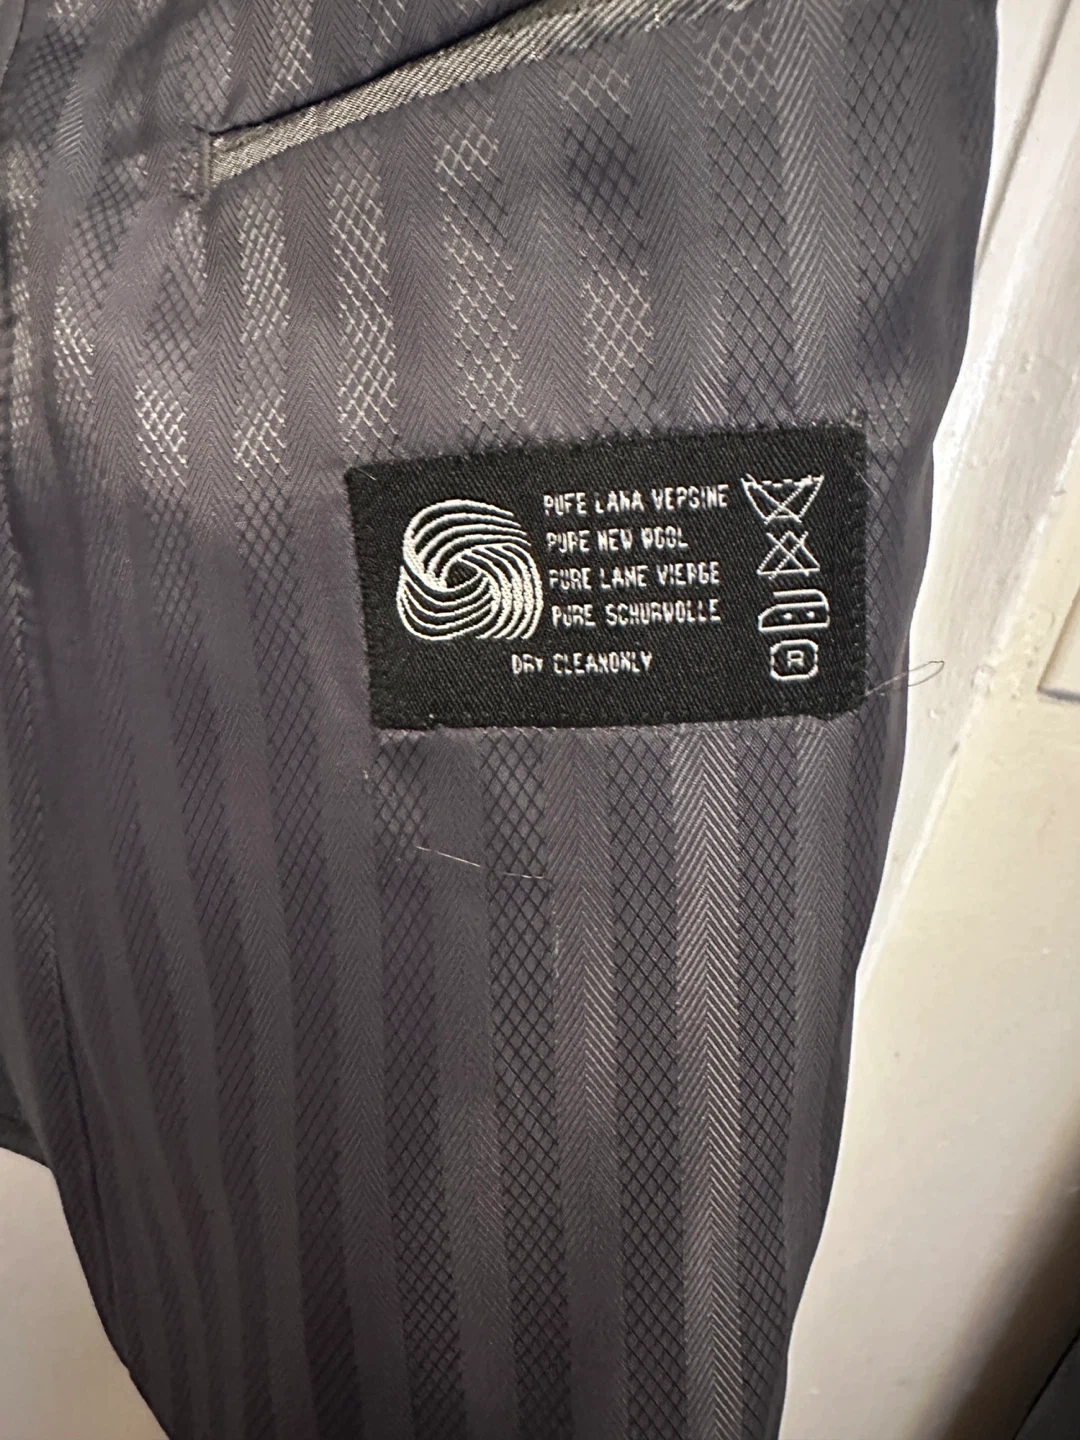 PUFE LANA VEPGINE
PUPE NEW WOOL
PURE LANE VIERGE
PURE SCHURWOLLE
DRY CLEANONLY
R